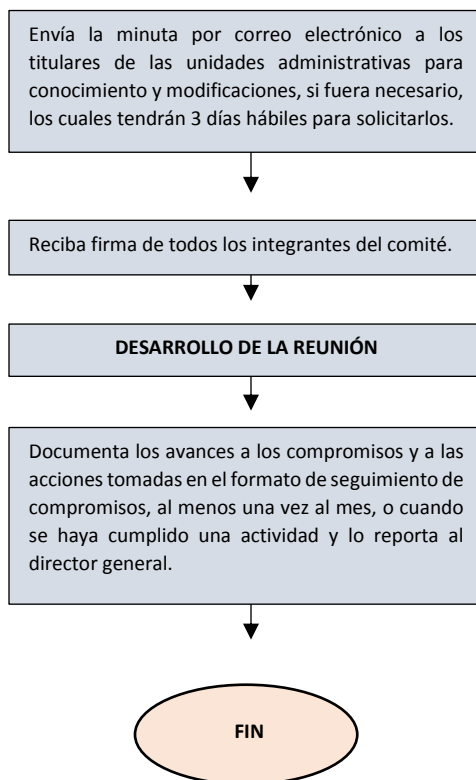 Envía la minuta por correo electrónico a los
titulares de las unidades administrativas para
conocimiento y modificaciones, si fuera necesario,
los cuales tendrán 3 días hábiles para solicitarlos.
Reciba firma de todos los integrantes del comité.
DESARROLLO DE LA REUNIÓN
Documenta los avances a los compromisos y a las
acciones tomadas en el formato de seguimiento de
compromisos, al menos una vez al mes, o cuando
se haya cumplido una actividad y lo reporta al
director general.
FIN